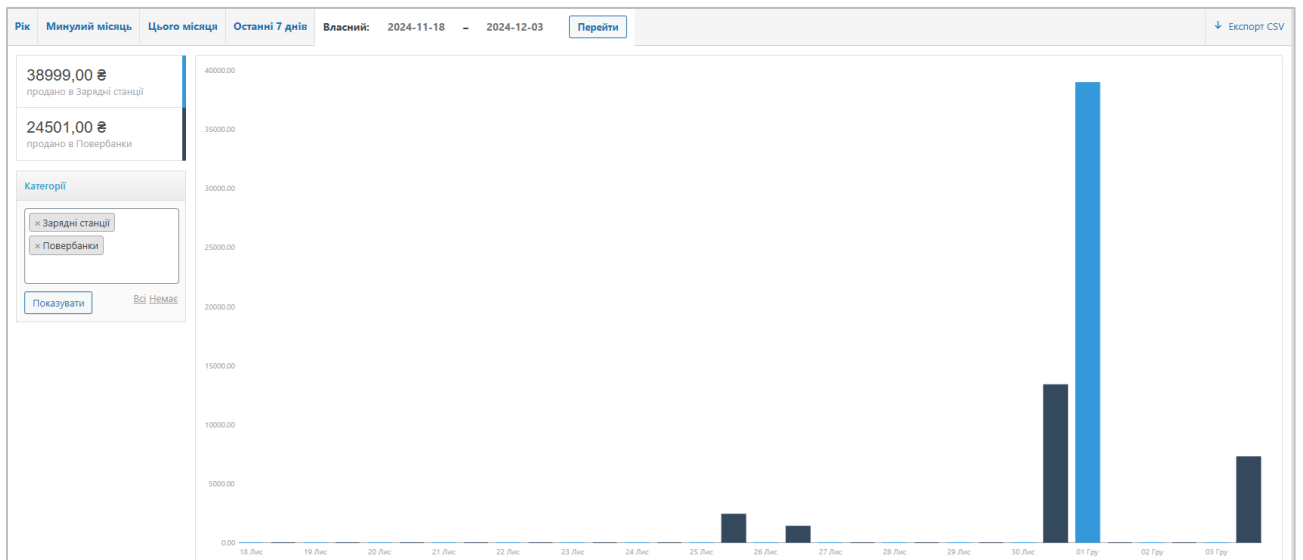 Рік Минулий місяць Цього місяця Останні 7 днів Власний: 2024-11-18 – 2024-12-03 Перейти ↓ Експорт CSV
38999,00 ₴
продано в Зарядні станції
24501,00 ₴
продано в Повербанки
Категорії
× Зарядні станції
× Повербанки
Показувати Всі Немає
40000.00
35000.00
30000.00
25000.00
20000.00
15000.00
10000.00
5000.00
0.00
18 Лис 19 Лис 20 Лис 21 Лис 22 Лис 23 Лис 24 Лис 25 Лис 26 Лис 27 Лис 28 Лис 29 Лис 30 Лис 01 Гру 02 Гру 03 Гру